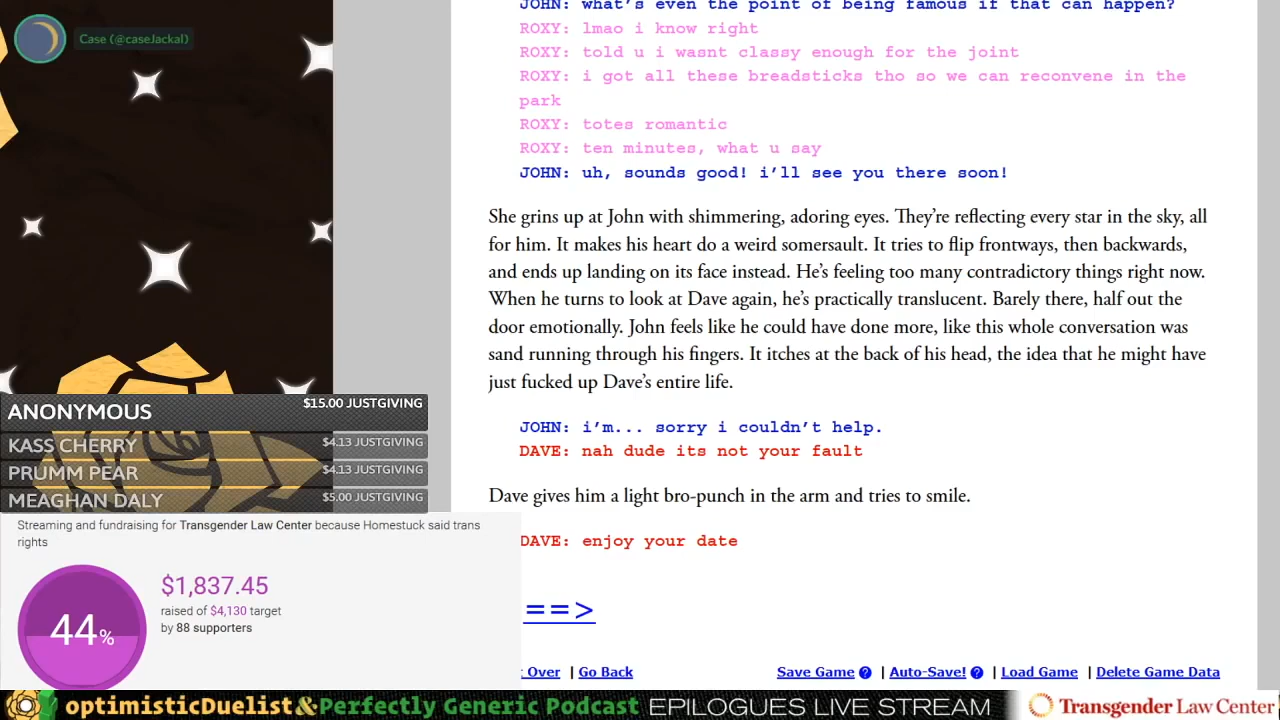 Case (@caseJackal)
JOHN: what's even the point of being famous if that can happen?
ROXY: lmao i know right
ROXY: told u i wasnt classy enough for the joint
ROXY: i got all these breadsticks tho so we can reconvene in the
park
ROXY: totes romantic
ROXY: ten minutes, what u say
JOHN: uh, sounds good! i'll see you there soon!
She grins up at John with shimmering, adoring eyes. They're reflecting every star in the sky, all
for him. It makes his heart do a weird somersault. It tries to flip frontways, then backwards,
and ends up landing on its face instead. He's feeling too many contradictory things right now.
When he turns to look at Dave again, he's practically translucent. Barely there, half out the
door emotionally. John feels like he could have done more, like this whole conversation was
sand running through his fingers. It itches at the back of his head, the idea that he might have
just fucked up Dave's entire life.
JOHN: i'm... sorry i couldn't help.
DAVE: nah dude its not your fault
Dave gives him a light bro-punch in the arm and tries to smile.
DAVE: enjoy your date
==>
Over | Go Back
Save Game ? | Auto-Save! ? | Load Game | Delete Game Data
ANONYMOUS $15.00 JUSTGIVING
KASS CHERRY $4.13 JUSTGIVING
PRUMM PEAR $4.13 JUSTGIVING
MEAGHAN DALY $5.00 JUSTGIVING
Streaming and fundraising for Transgender Law Center because Homestuck said trans
rights
44%
$1,837.45
raised of $4,130 target
by 88 supporters
optimisticDuelist&Perfectly Generic Podcast EPILOGUES LIVE STREAM
Transgender Law Center